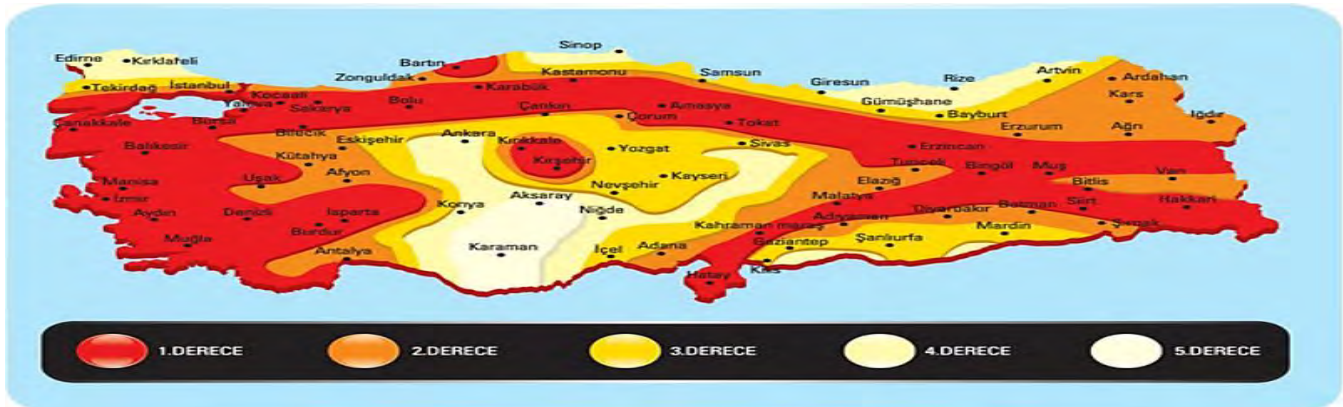 Sinop
Bartın
Edirne
Kırklafeli
Zonguldak
Kastamonu
Samsun
Giresun
Rize
Artvin
Ardahan
Tekirdağ
İstanbul
Kocaali
Karabük
Kars
Yalova
Sakarya
Bolu
Amasya
Gümüşhane
Bayburt
Iğdır
Çanakkale
Bursa
Çankırı
Çorum
Tokat
Erzurum
Ağrı
Bilecik
Eskişehir
Ankara
Kırıkkale
Yozgat
Sivas
Erzincan
Balıkesir
Kütahya
Kırşehir
Tunceli
Bingöl
Muş
Van
Manisa
Uşak
Afyon
Nevşehir
Kayseri
Elazığ
Bitlis
İzmir
Aksaray
Malatya
Siirt
Hakkari
Aydın
Denizli
Isparta
Konya
Niğde
Adıyaman
Diyarbakır
Batman
Şırnak
Burdur
Kahraman maraş
Mardin
Muğla
Antalya
Karaman
İçel
Adana
Gaziantep
Şanlıurfa
Hatay
Kilis
1.DERECE
2.DERECE
3.DERECE
4.DERECE
5.DERECE